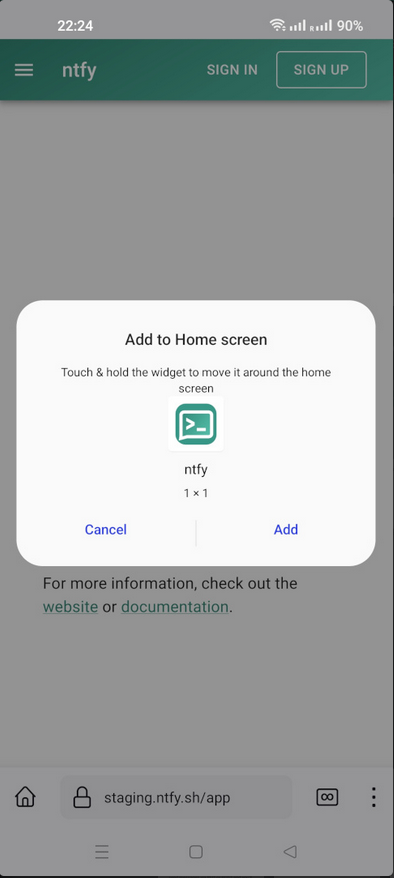 22:24
90%
ntfy
SIGN IN
SIGN UP
Add to Home screen
Touch & hold the widget to move it around the home
screen
ntfy
1 × 1
Cancel
Add
For more information, check out the
website or documentation.
staging.ntfy.sh/app